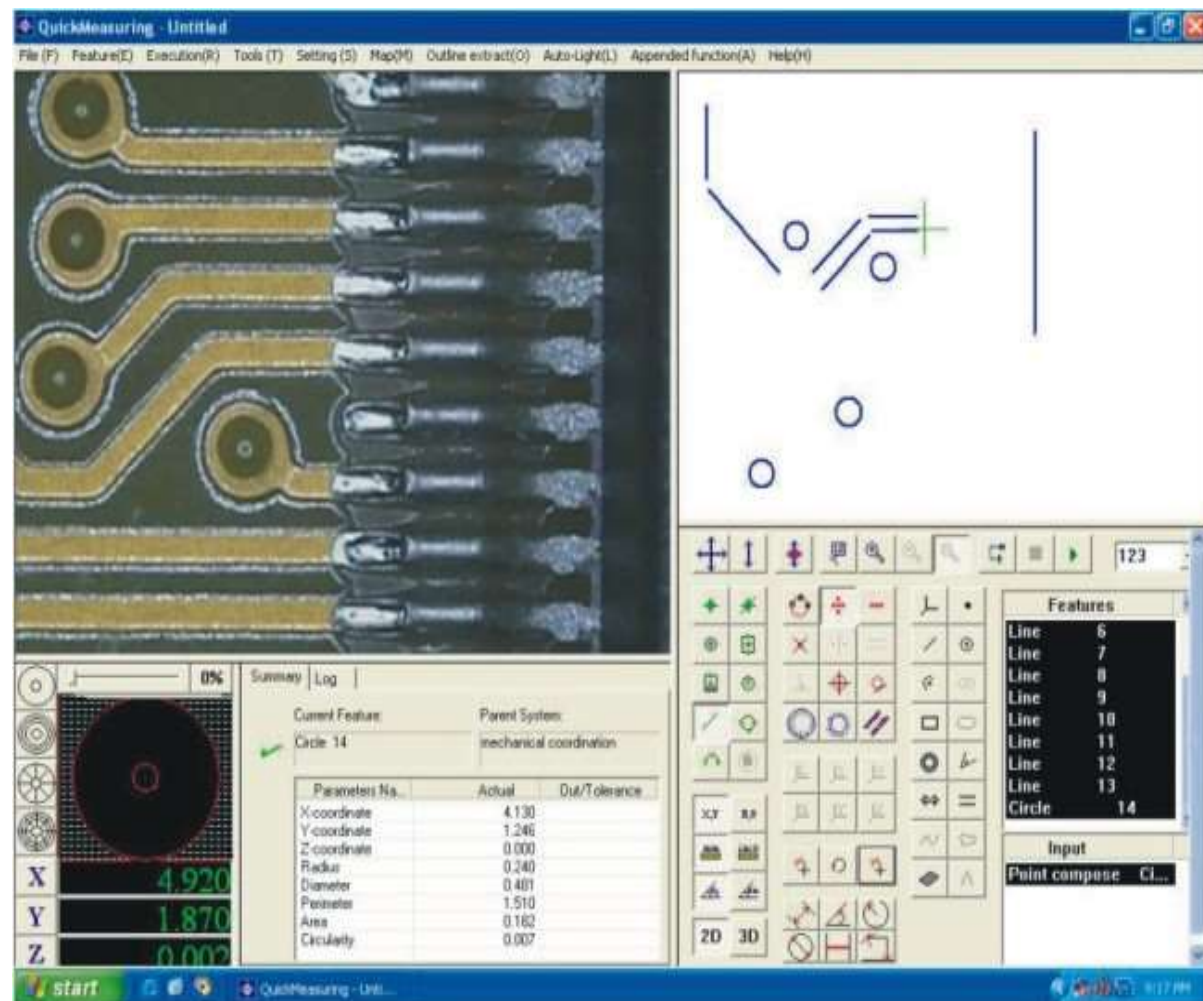 QuickMeasuring - Untitled
File (F) Feature(E) Execution(R) Tools (T) Setting (S) Map(M) Outline extract(O) Auto-Light(L) Appended function(A) Help(H)
123
Features
Line 6
Line 7
Line 8
Line 9
Line 10
Line 11
Line 12
Line 13
Circle 14
Input
Point compose Ci...
0%
Summary Log
Current Feature: Parent System:
Circle 14 mechanical coordination
Parameters Na... Actual Out/Tolerance
X-coordinate 4.130
Y-coordinate 1.246
Z-coordinate 0.000
Radius 0.240
Diameter 0.481
Perimeter 1.510
Area 0.182
Circularity 0.007
X 4.920
Y 1.870
Z 0.002
X,Y
2D 3D
start QuickMeasuring - Unti... 9:17 PM